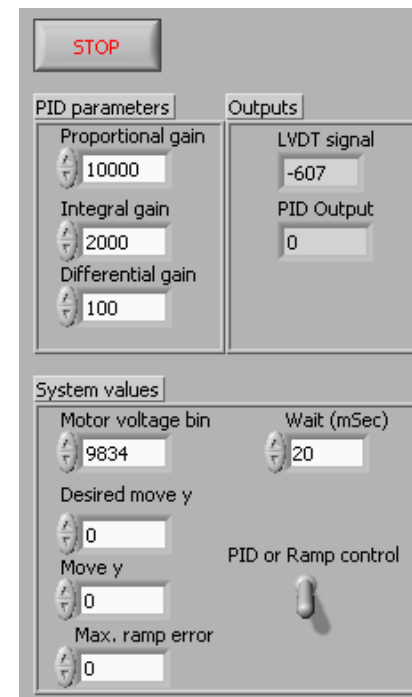 STOP
PID parameters
Proportional gain
10000
Integral gain
2000
Differential gain
100
Outputs
LVDT signal
-607
PID Output
0
System values
Motor voltage bin
9834
Wait (mSec)
20
Desired move y
0
Move y
0
Max. ramp error
0
PID or Ramp control